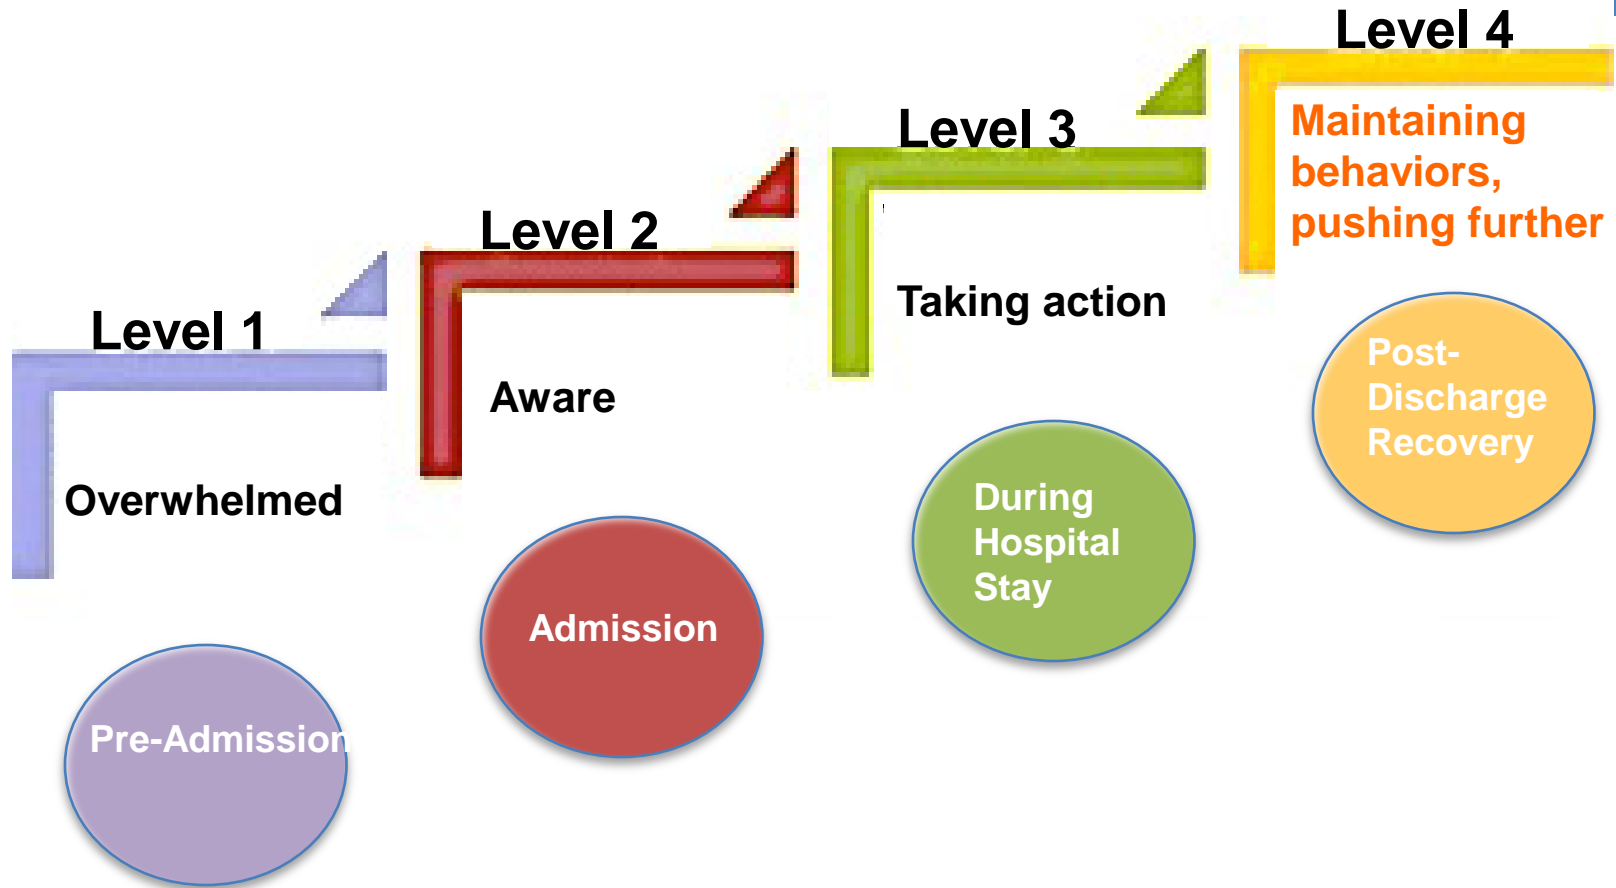 Level 1
Overwhelmed
Pre-Admission
Level 2
Aware
Admission
Level 3
Taking action
During
Hospital
Stay
Level 4
Maintaining
behaviors,
pushing further
Post-
Discharge
Recovery